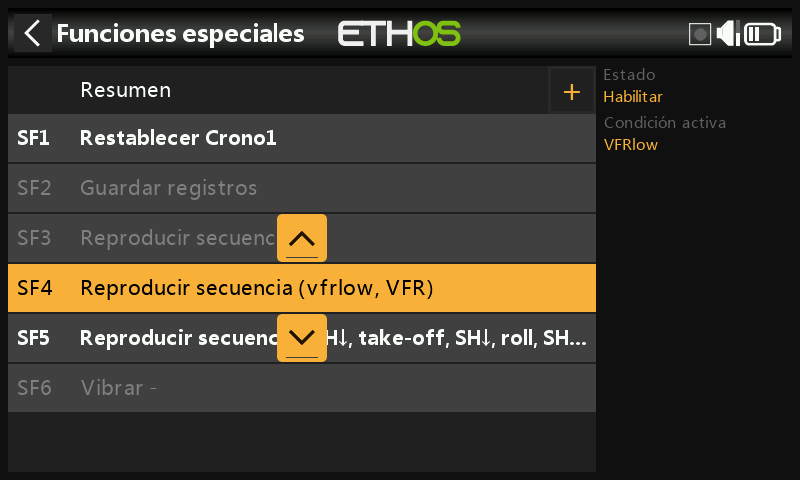 Funciones especiales
ETHOS
Resumen
+
SF1 Restablecer Crono1
SF2 Guardar registros
SF3 Reproducir secuenc
SF4 Reproducir secuencia (vfrlow, VFR)
SF5 Reproducir secuenc H↓, take-off, SH↓, roll, SH...
SF6 Vibrar -
Estado
Habilitar
Condición activa
VFRlow